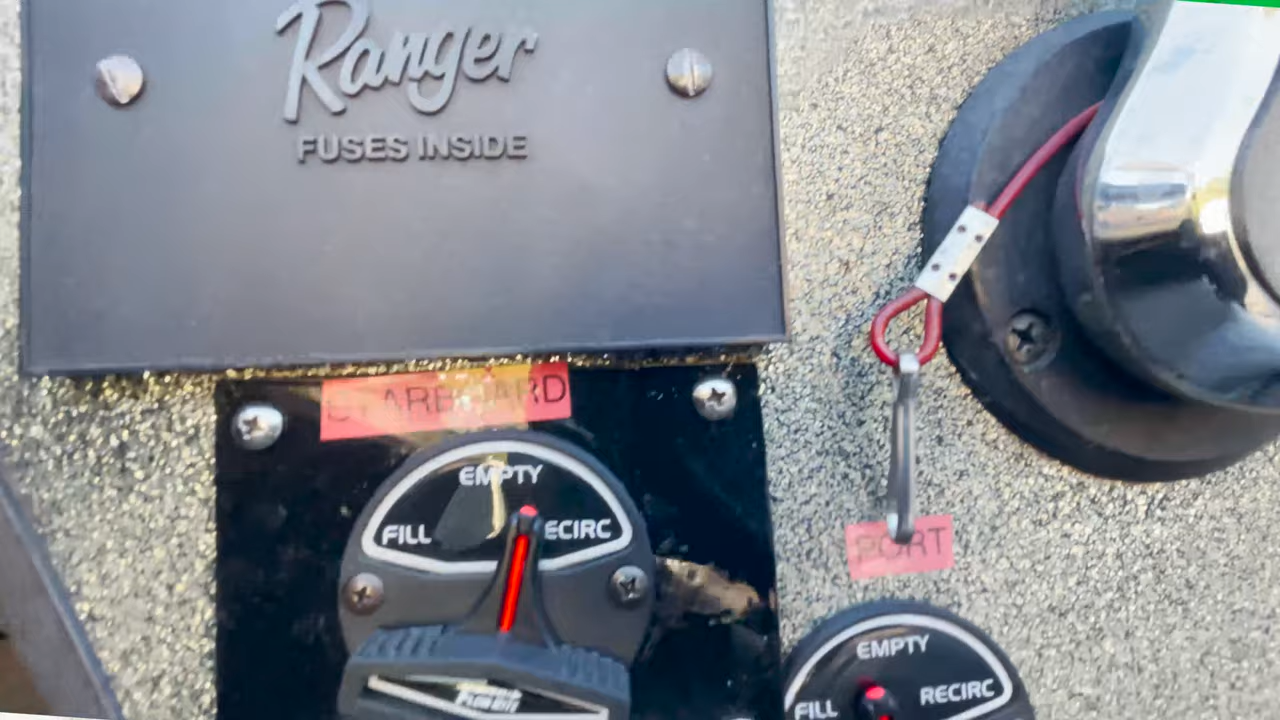 Ranger
FUSES INSIDE
STARBOARD
EMPTY
FILL
RECIRC
PORT
EMPTY
FILL
RECIRC